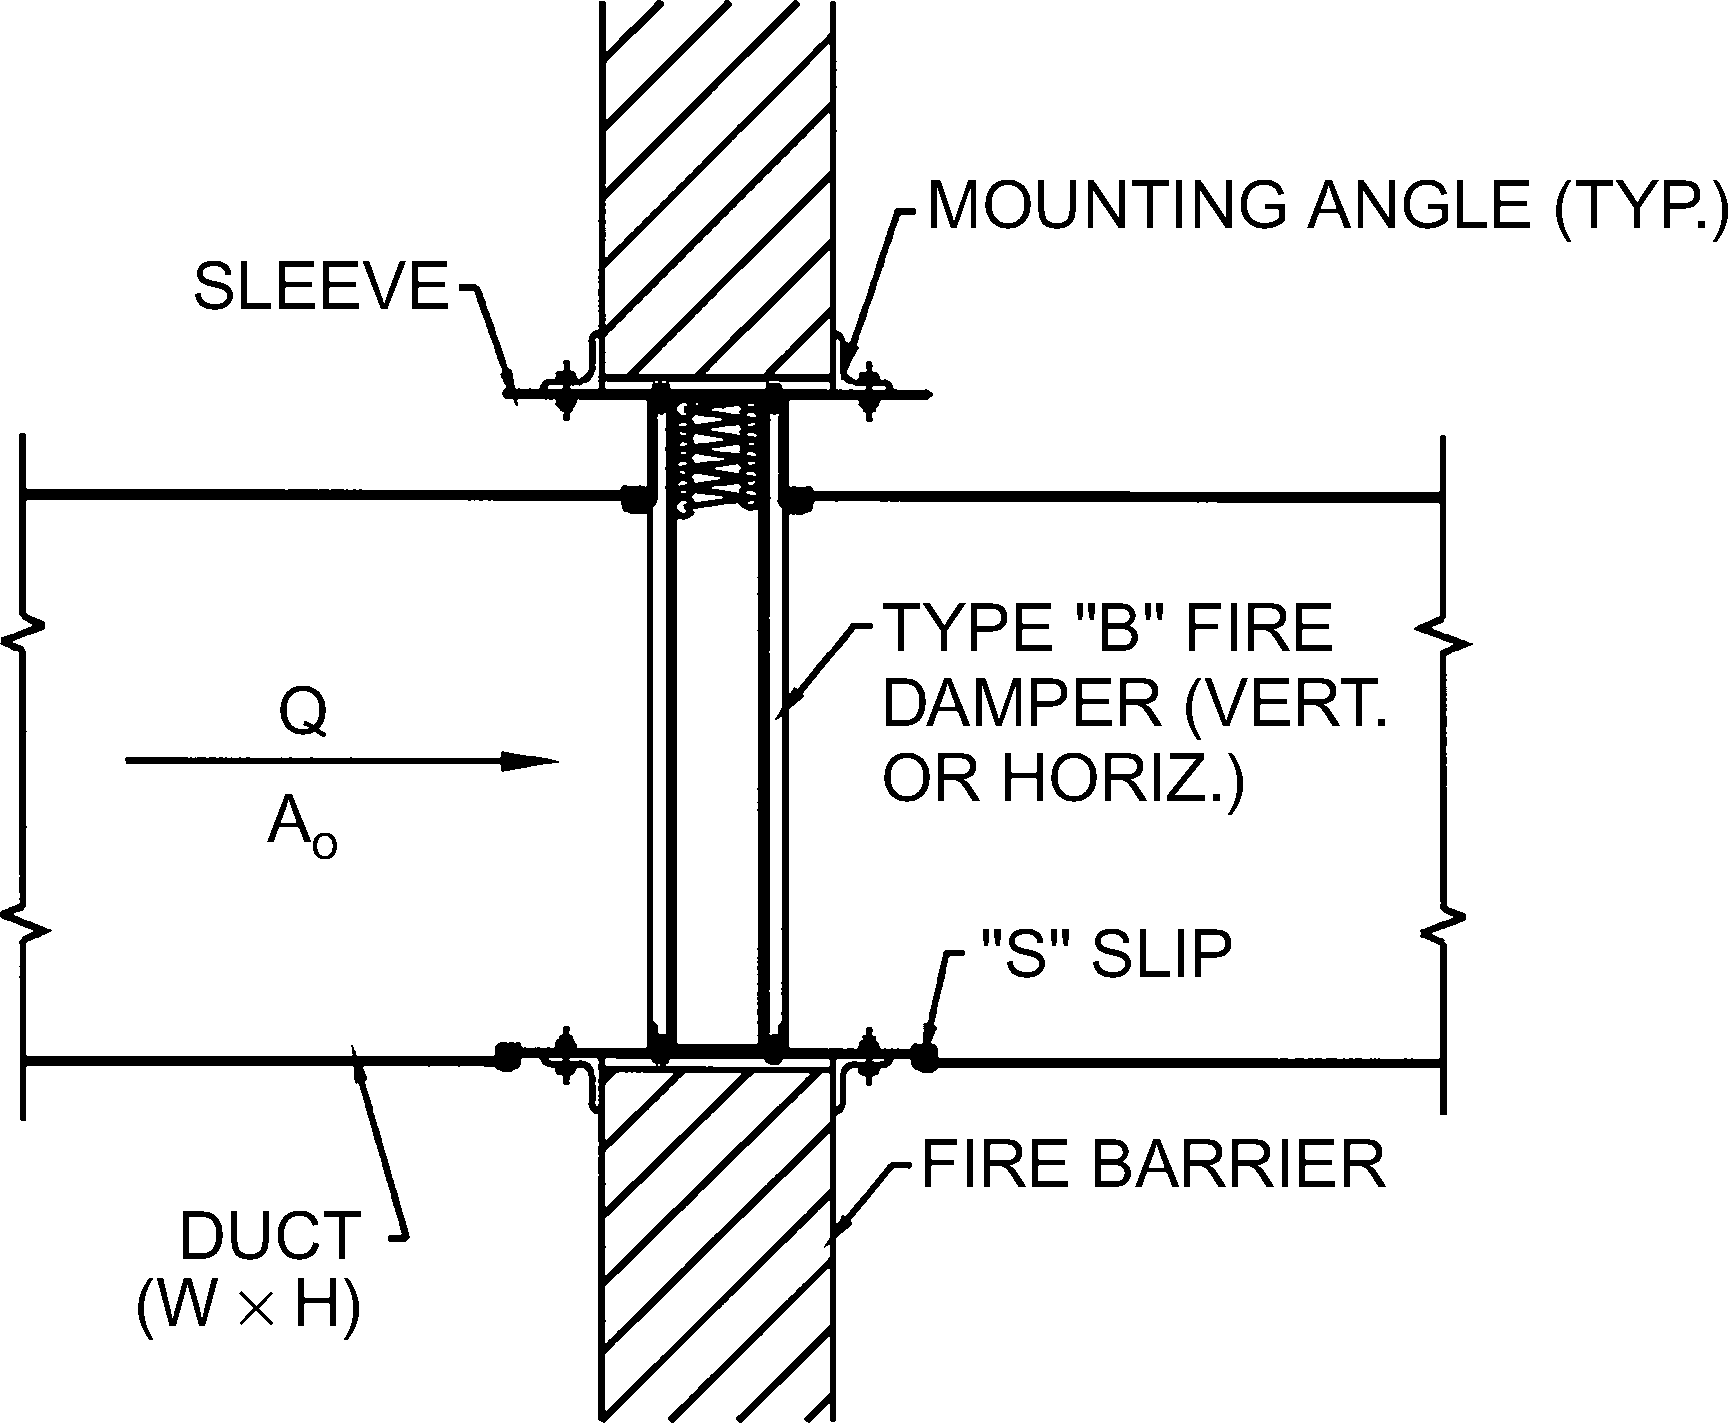 MOUNTING ANGLE (TYP.)
SLEEVE
TYPE "B" FIRE
DAMPER (VERT.
OR HORIZ.)
Q
Ao
"S" SLIP
FIRE BARRIER
DUCT
(W × H)